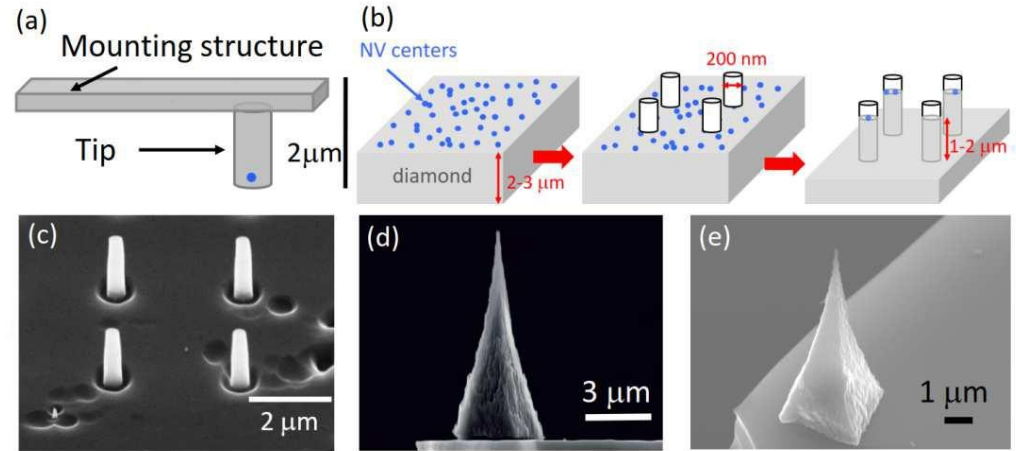 (a)
Mounting structure
Tip
2μm
(b)
NV centers
200 nm
diamond
2-3 μm
1-2 μm
(c)
2 μm
(d)
3 μm
(e)
1 μm